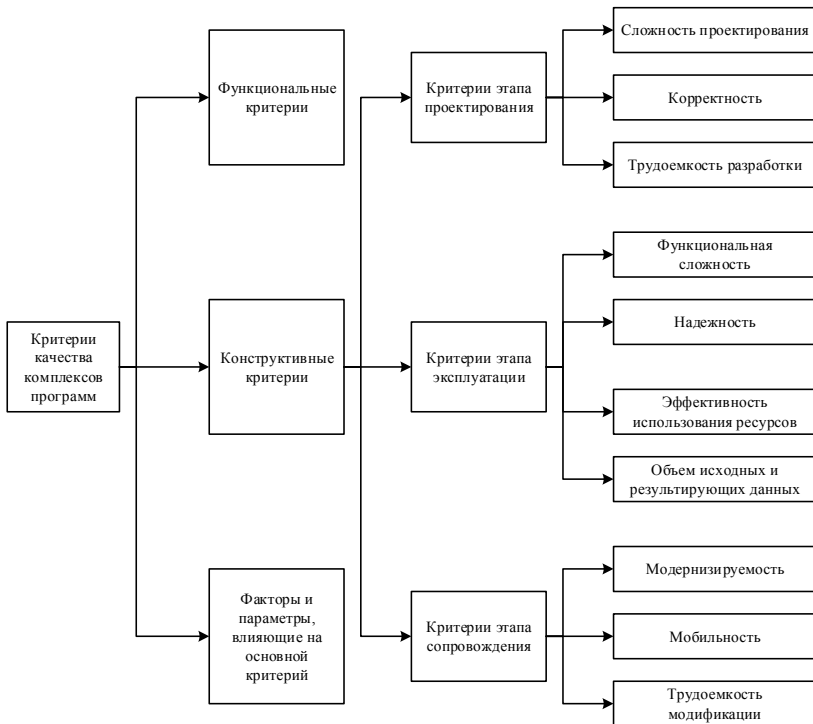 Критерии
качества
комплексов
программ
Функциональные
критерии
Конструктивные
критерии
Факторы и
параметры,
влияющие на
основной
критерий
Критерии этапа
проектирования
Критерии этапа
эксплуатации
Критерии этапа
сопровождения
Сложность проектирования
Корректность
Трудоемкость разработки
Функциональная
сложность
Надежность
Эффективность
использования ресурсов
Объем исходных и
результирующих данных
Модернизируемость
Мобильность
Трудоемкость
модификации